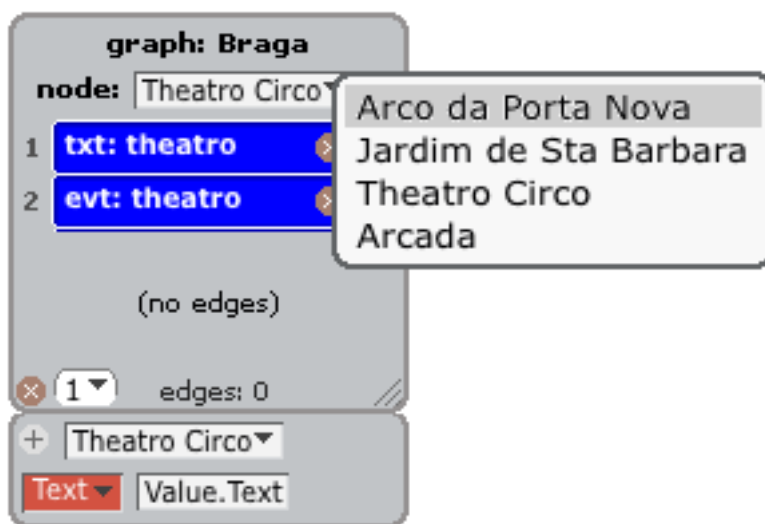 graph: Braga
node: Theatro Circo
Arco da Porta Nova
Jardim de Sta Barbara
Theatro Circo
Arcada
1 txt: theatro
2 evt: theatro
(no edges)
1 edges: 0
+ Theatro Circo
Text Value.Text